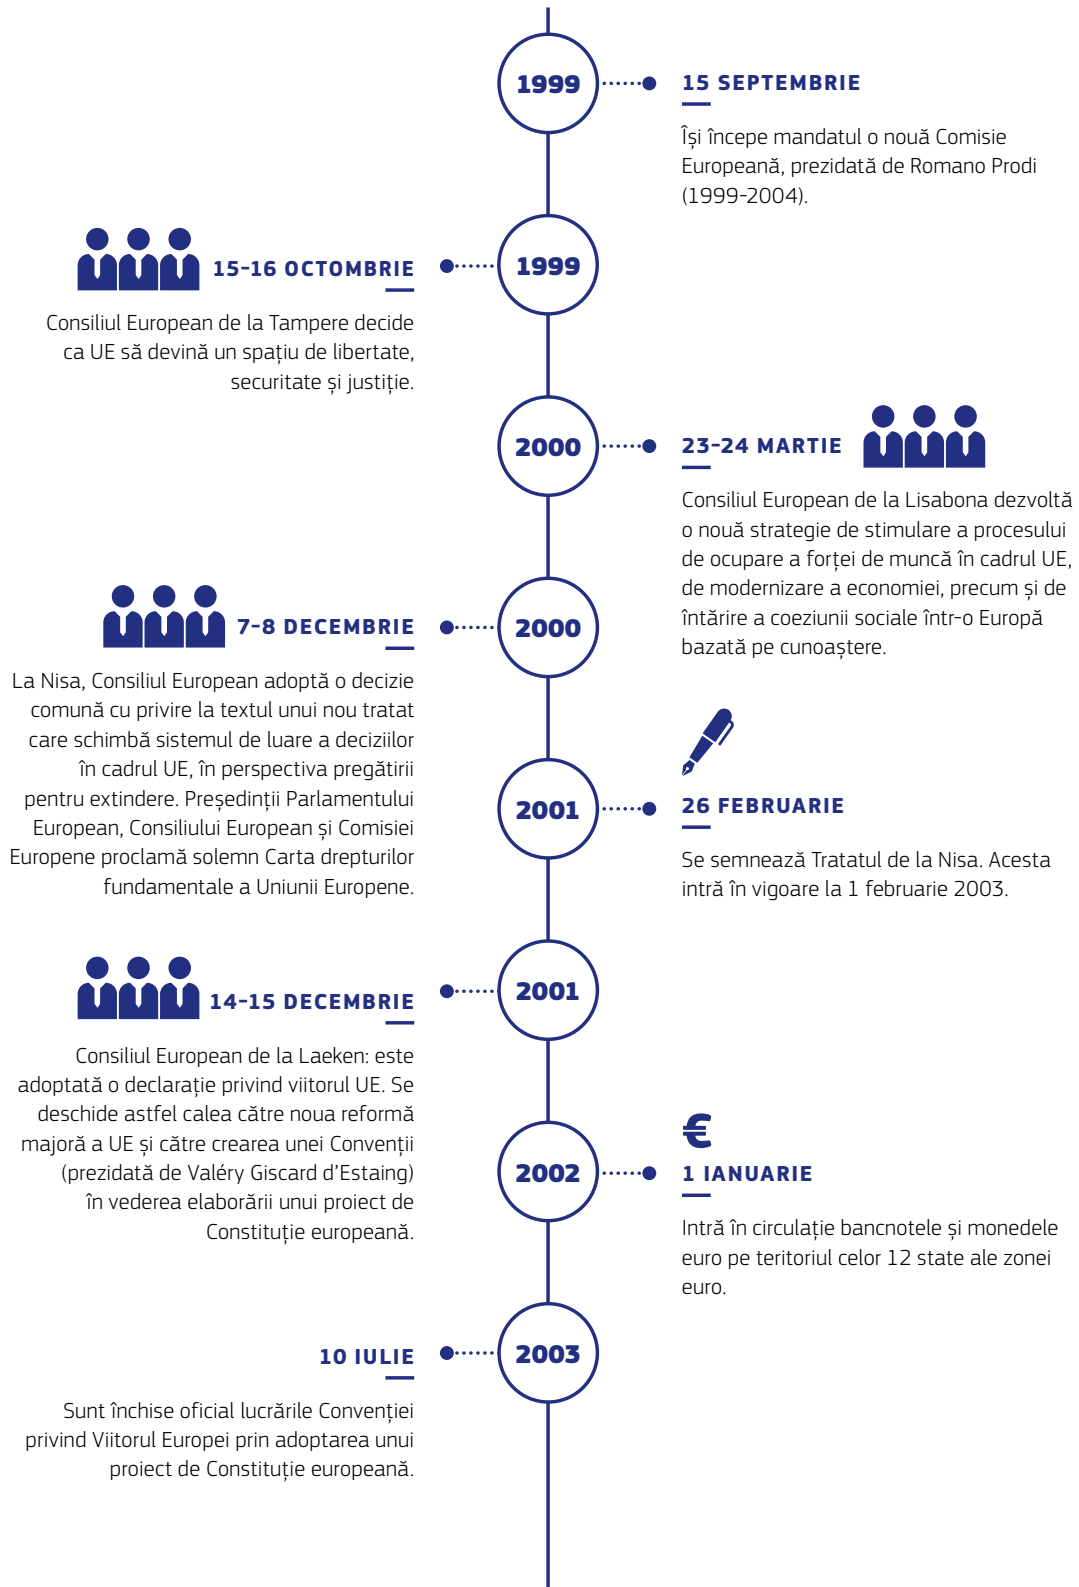 1999
15 SEPTEMBRIE
Își începe mandatul o nouă Comisie
Europeană, prezidată de Romano Prodi
(1999-2004).
1999
15-16 OCTOMBRIE
Consiliul European de la Tampere decide
ca UE să devină un spațiu de libertate,
securitate și justiție.
2000
23-24 MARTIE
Consiliul European de la Lisabona dezvoltă
o nouă strategie de stimulare a procesului
de ocupare a forței de muncă în cadrul UE,
de modernizare a economiei, precum și de
întărire a coeziunii sociale într-o Europă
bazată pe cunoaștere.
2000
7-8 DECEMBRIE
La Nisa, Consiliul European adoptă o decizie
comună cu privire la textul unui nou tratat
care schimbă sistemul de luare a deciziilor
în cadrul UE, în perspectiva pregătirii
pentru extindere. Președinții Parlamentului
European, Consiliului European și Comisiei
Europene proclamă solemn Carta drepturilor
fundamentale a Uniunii Europene.
2001
26 FEBRUARIE
Se semnează Tratatul de la Nisa. Acesta
intră în vigoare la 1 februarie 2003.
2001
14-15 DECEMBRIE
Consiliul European de la Laeken: este
adoptată o declarație privind viitorul UE. Se
deschide astfel calea către noua reformă
majoră a UE și către crearea unei Convenții
(prezidată de Valéry Giscard d’Estaing)
în vederea elaborării unui proiect de
Constituție europeană.
2002
€
1 IANUARIE
Intră în circulație bancnotele și monedele
euro pe teritoriul celor 12 state ale zonei
euro.
2003
10 IULIE
Sunt închise oficial lucrările Convenției
privind Viitorul Europei prin adoptarea unui
proiect de Constituție europeană.